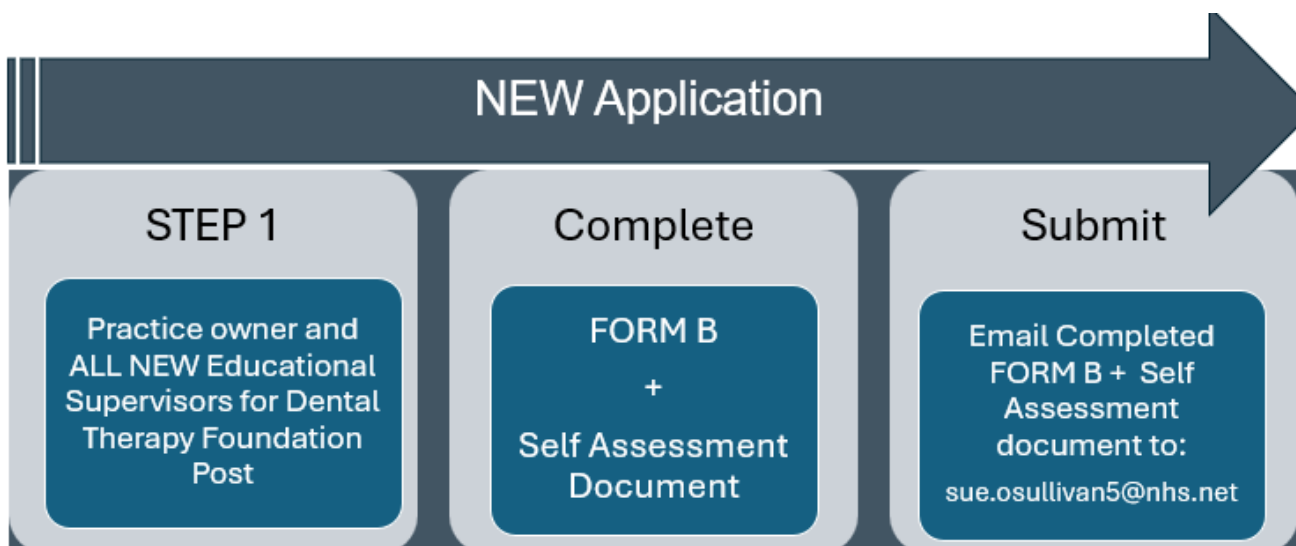 NEW Application
STEP 1
Practice owner and
ALL NEW Educational
Supervisors for Dental
Therapy Foundation
Post
Complete
FORM B
+
Self Assessment
Document
Submit
Email Completed
FORM B + Self
Assessment
document to:
sue.osullivan5@nhs.net